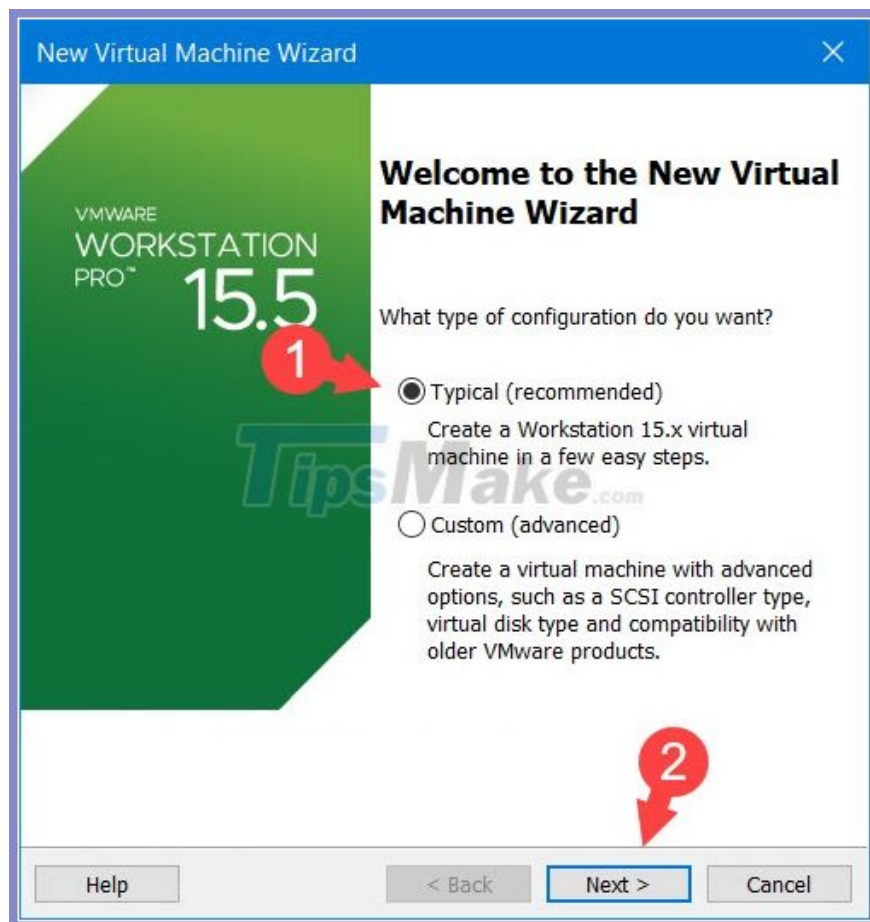 New Virtual Machine Wizard
VMWARE
WORKSTATION
PRO™
15.5
Welcome to the New Virtual
Machine Wizard
What type of configuration do you want?
1
Typical (recommended)
Create a Workstation 15.x virtual
machine in a few easy steps.
TipsMake.com
Custom (advanced)
Create a virtual machine with advanced
options, such as a SCSI controller type,
virtual disk type and compatibility with
older VMware products.
2
Help
< Back
Next >
Cancel